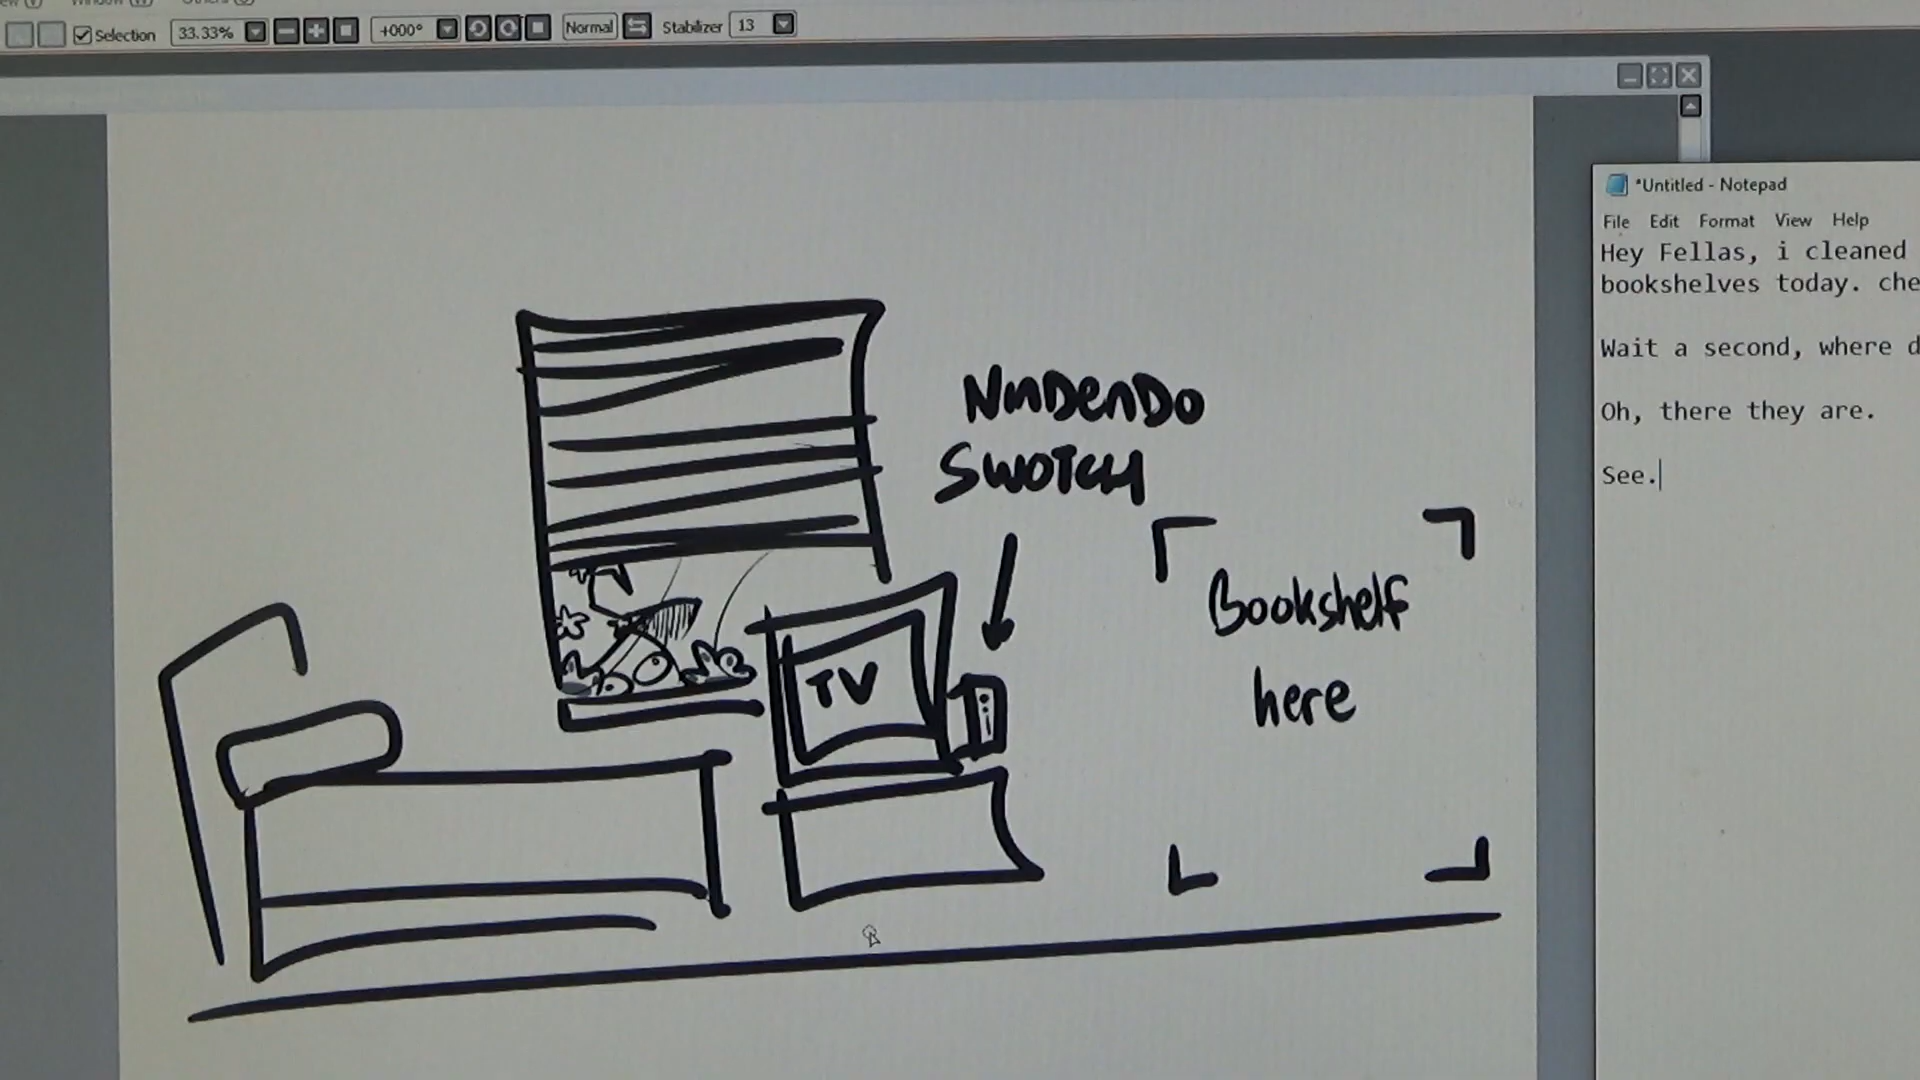 Selection 33.33% +000° Normal Stabilizer 13
*Untitled - Notepad
File Edit Format View Help
Hey Fellas, i cleaned
bookshelves today. che
Wait a second, where d
Oh, there they are.
See.
NinDenDo
SWOTCH
Bookshelf
here
TV